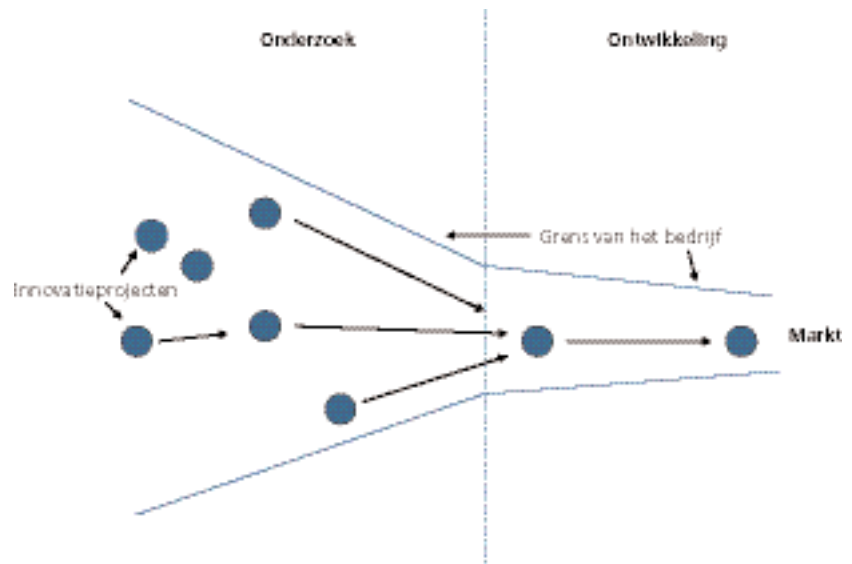 Onderzoek
Ontwikkeling
Grens van het bedrijf
Innovatieprojecten
Markt